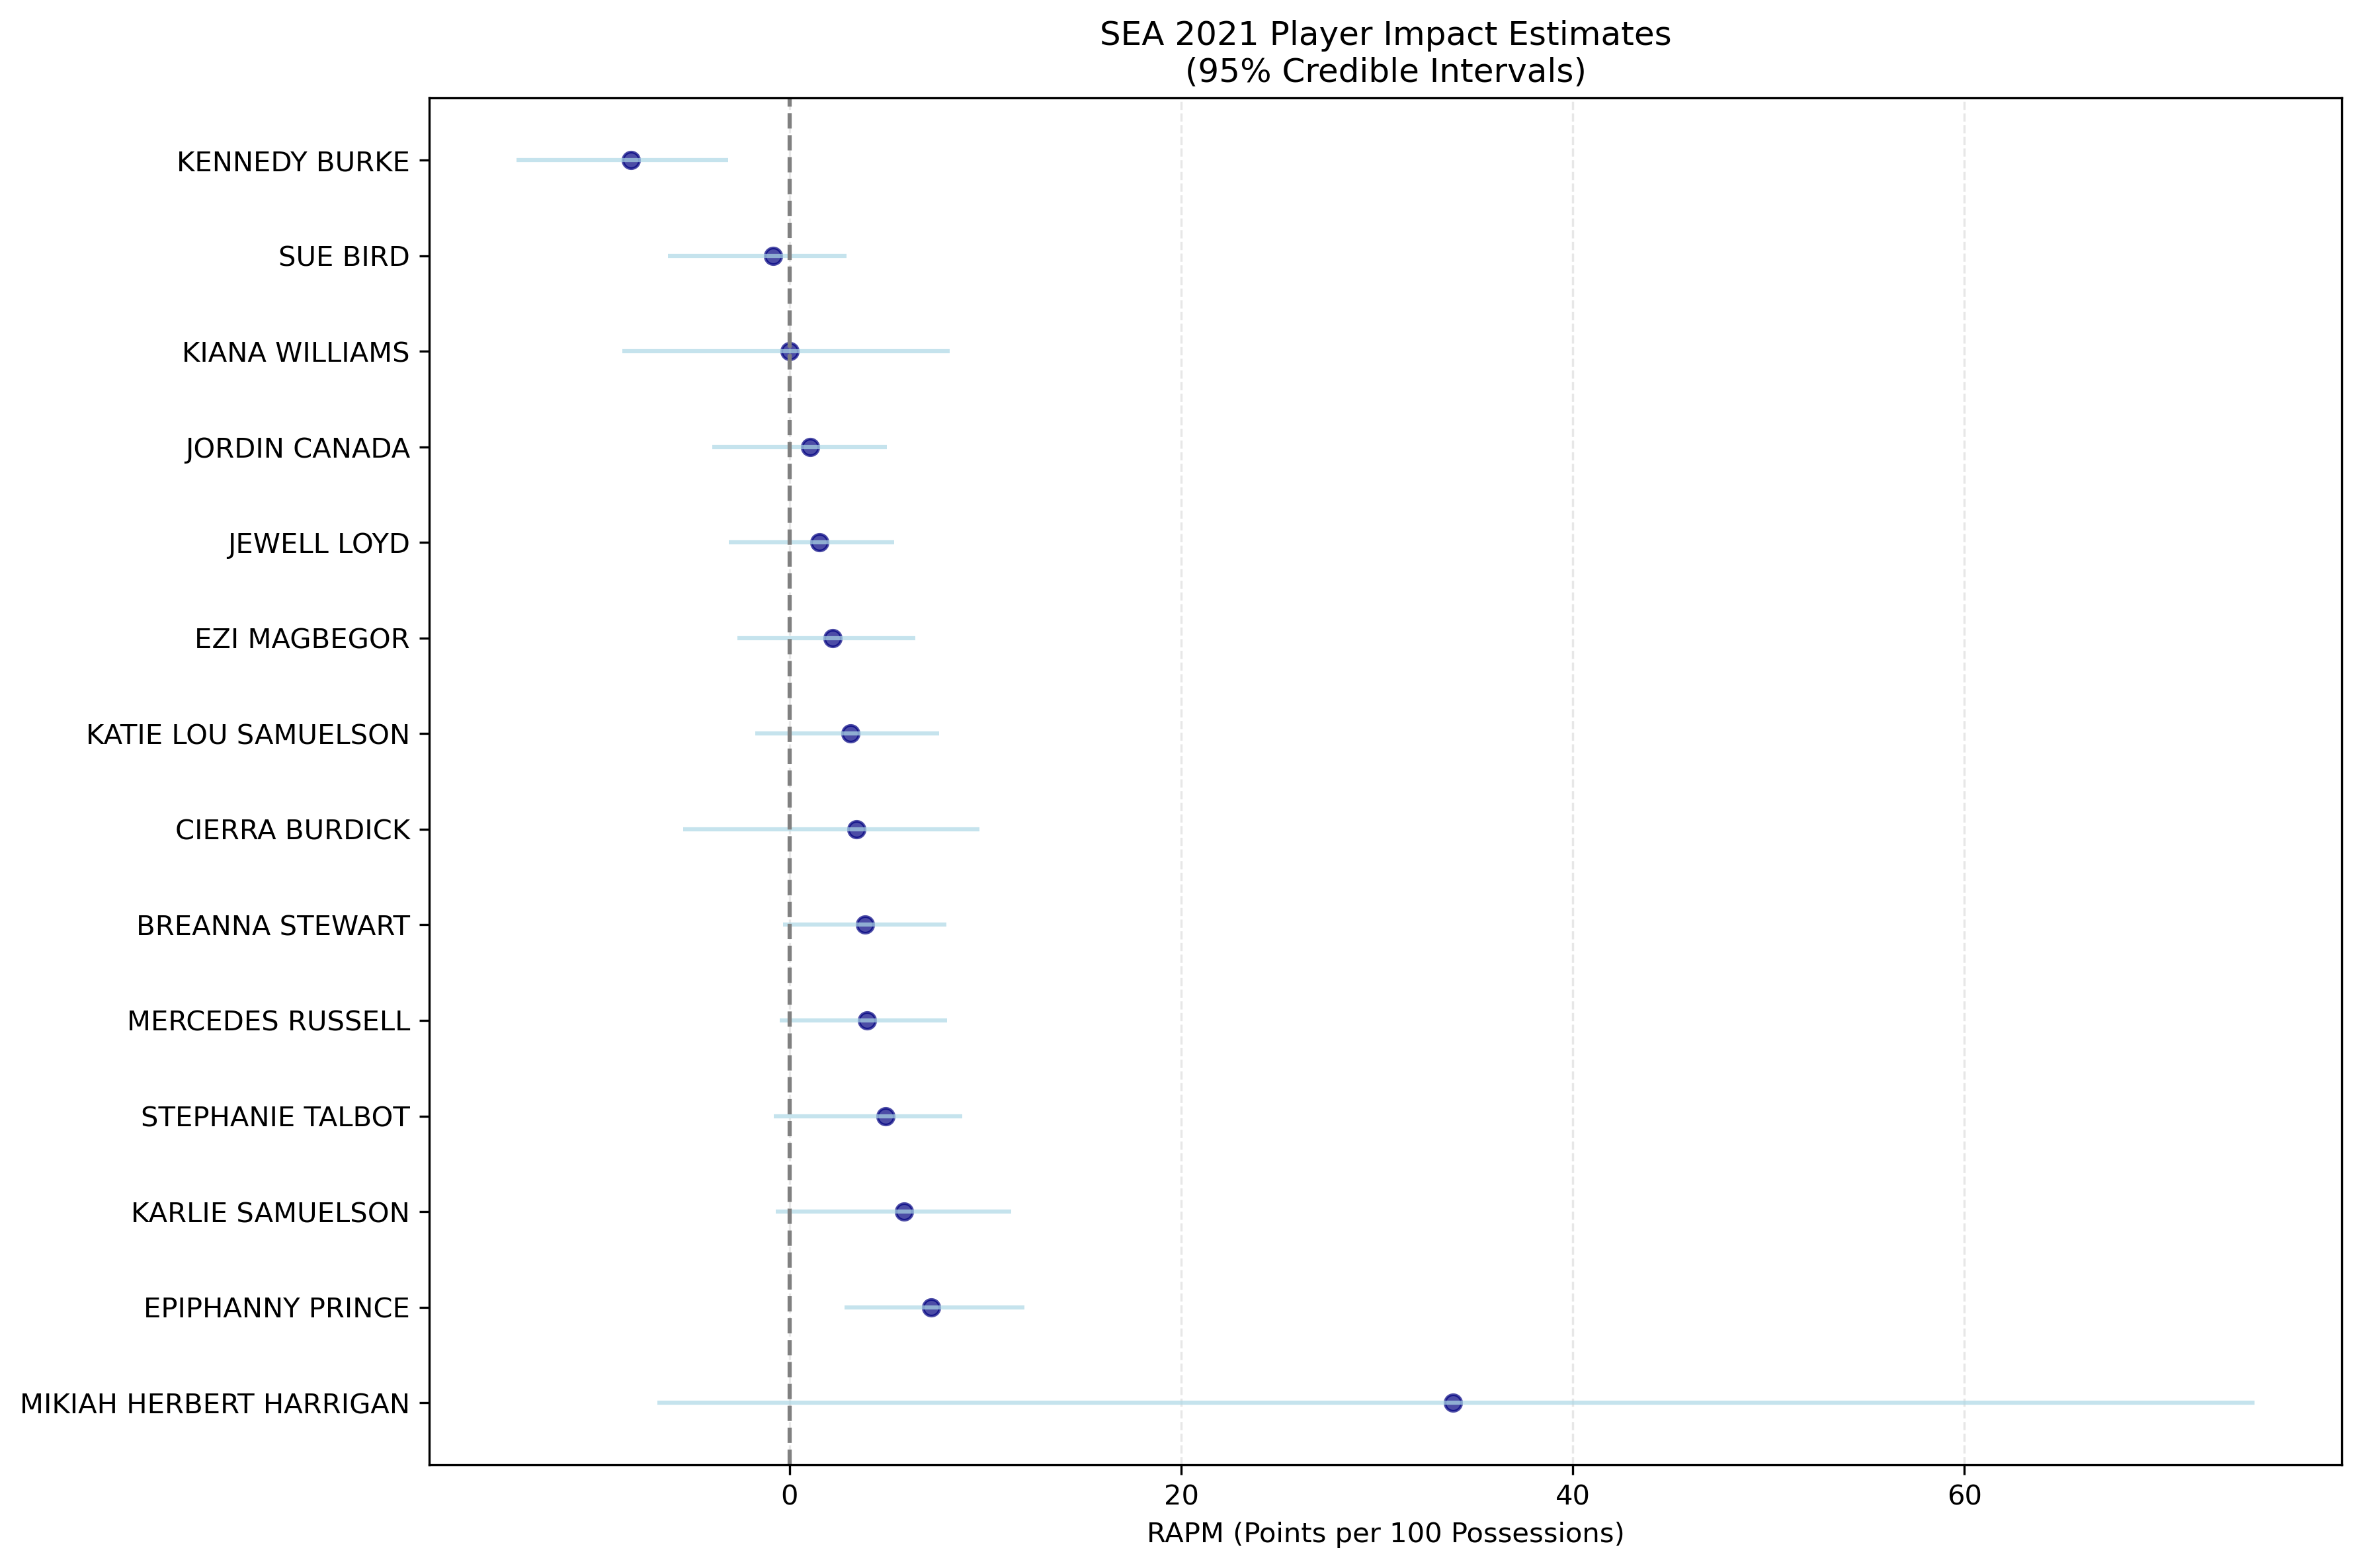 SEA 2021 Player Impact Estimates
(95% Credible Intervals)
KENNEDY BURKE
SUE BIRD
KIANA WILLIAMS
JORDIN CANADA
JEWELL LOYD
EZI MAGBEGOR
KATIE LOU SAMUELSON
CIERRA BURDICK
BREANNA STEWART
MERCEDES RUSSELL
STEPHANIE TALBOT
KARLIE SAMUELSON
EPIPHANNY PRINCE
MIKIAH HERBERT HARRIGAN
0 20 40 60
RAPM (Points per 100 Possessions)